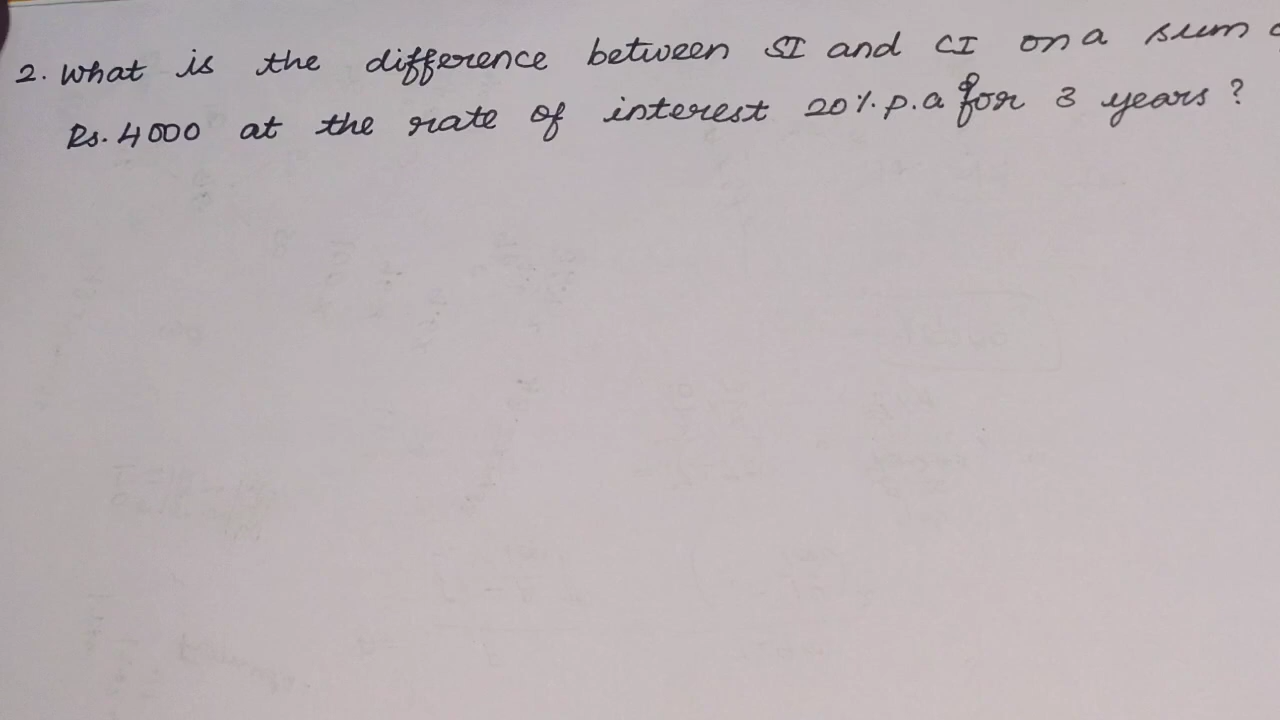 2. What is the difference between SI and CI on a sum
Rs. 4000 at the rate of interest 20%. p.a for 3 years ?